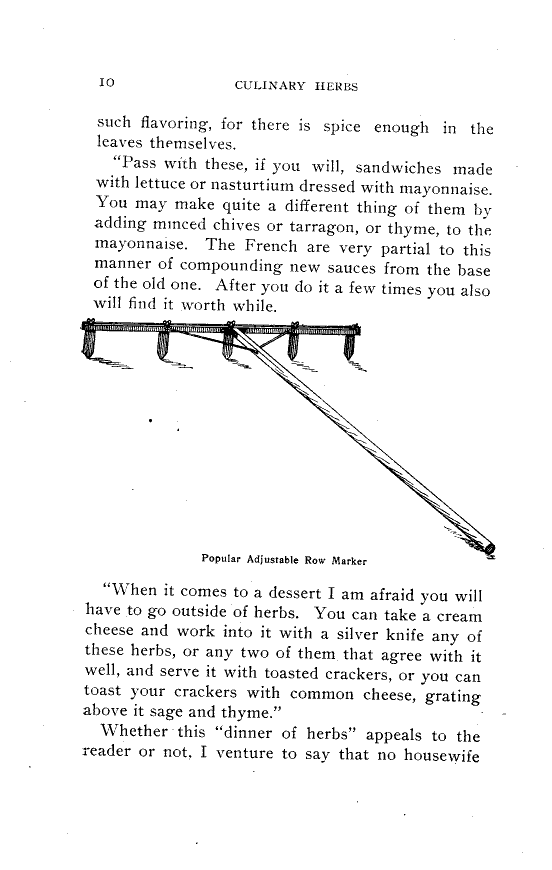 10
CULINARY HERBS
such flavoring, for there is spice enough in the
leaves themselves.
“Pass with these, if you will, sandwiches made
with lettuce or nasturtium dressed with mayonnaise.
You may make quite a different thing of them by
adding minced chives or tarragon, or thyme, to the
mayonnaise. The French are very partial to this
manner of compounding new sauces from the base
of the old one. After you do it a few times you also
will find it worth while.
Popular Adjustable Row Marker
“When it comes to a dessert I am afraid you will
have to go outside of herbs. You can take a cream
cheese and work into it with a silver knife any of
these herbs, or any two of them that agree with it
well, and serve it with toasted crackers, or you can
toast your crackers with common cheese, grating
above it sage and thyme.”
Whether this “dinner of herbs” appeals to the
reader or not, I venture to say that no housewife